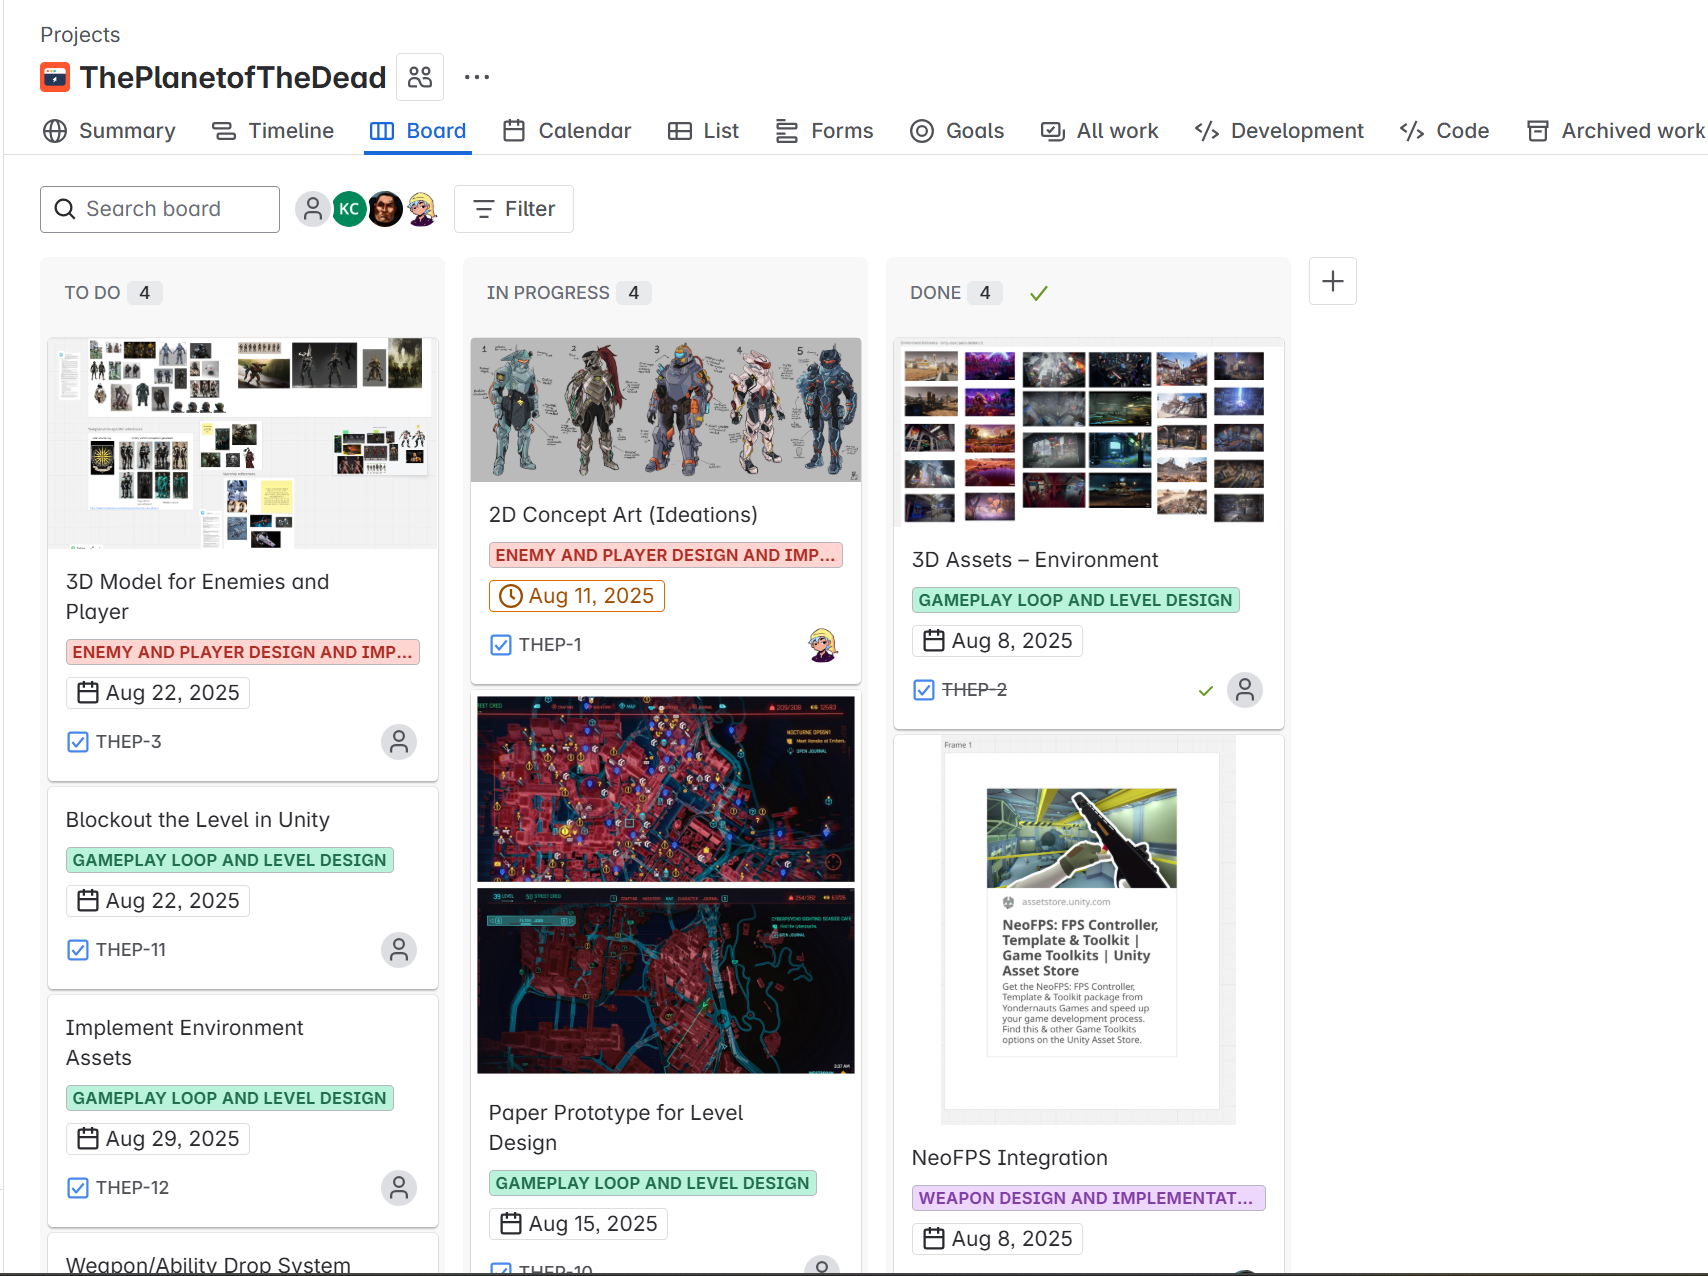 Projects
ThePlanetofTheDead
Summary
Timeline
Board
Calendar
List
Forms
Goals
All work
Development
Code
Archived work
Search board
KC
Filter
TO DO 4
3D Model for Enemies and
Player
ENEMY AND PLAYER DESIGN AND IMP...
Aug 22, 2025
THEP-3
Blockout the Level in Unity
GAMEPLAY LOOP AND LEVEL DESIGN
Aug 22, 2025
THEP-11
Implement Environment
Assets
GAMEPLAY LOOP AND LEVEL DESIGN
Aug 29, 2025
THEP-12
Weapon/Ability Drop System
IN PROGRESS 4
1 2 3 4 5
2D Concept Art (Ideations)
ENEMY AND PLAYER DESIGN AND IMP...
Aug 11, 2025
THEP-1
Paper Prototype for Level
Design
GAMEPLAY LOOP AND LEVEL DESIGN
Aug 15, 2025
THEP-10
DONE 4
3D Assets – Environment
GAMEPLAY LOOP AND LEVEL DESIGN
Aug 8, 2025
THEP-2
Frame 1
assetstore.unity.com
NeoFPS: FPS Controller,
Template & Toolkit |
Game Toolkits | Unity
Asset Store
Get the NeoFPS: FPS Controller,
Template & Toolkit package from
Yondernauts Games and speed up
your game development process.
Find this & other Game Toolkits
options on the Unity Asset Store.
NeoFPS Integration
WEAPON DESIGN AND IMPLEMENTAT...
Aug 8, 2025